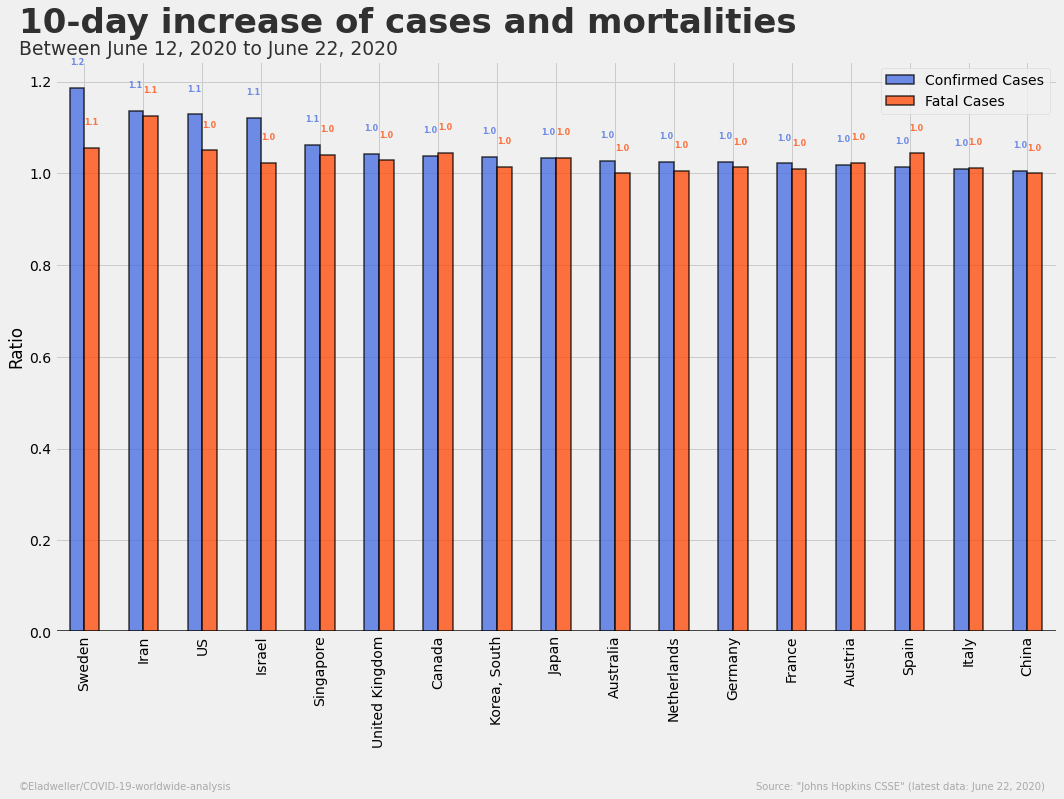 10-day increase of cases and mortalities
Between June 12, 2020 to June 22, 2020
Confirmed Cases
Fatal Cases
1.2 1.1 1.1 1.1 1.1 1.0 1.1 1.0 1.1 1.0 1.0 1.0 1.0 1.0 1.0 1.0 1.0 1.0 1.0 1.0 1.0 1.0 1.0 1.0 1.0 1.0 1.0 1.0 1.0 1.0 1.0 1.0 1.0 1.0
Ratio
1.2
1.0
0.8
0.6
0.4
0.2
0.0
Sweden
Iran
US
Israel
Singapore
United Kingdom
Canada
Korea, South
Japan
Australia
Netherlands
Germany
France
Austria
Spain
Italy
China
©Eladweller/COVID-19-worldwide-analysis
Source: "Johns Hopkins CSSE" (latest data: June 22, 2020)